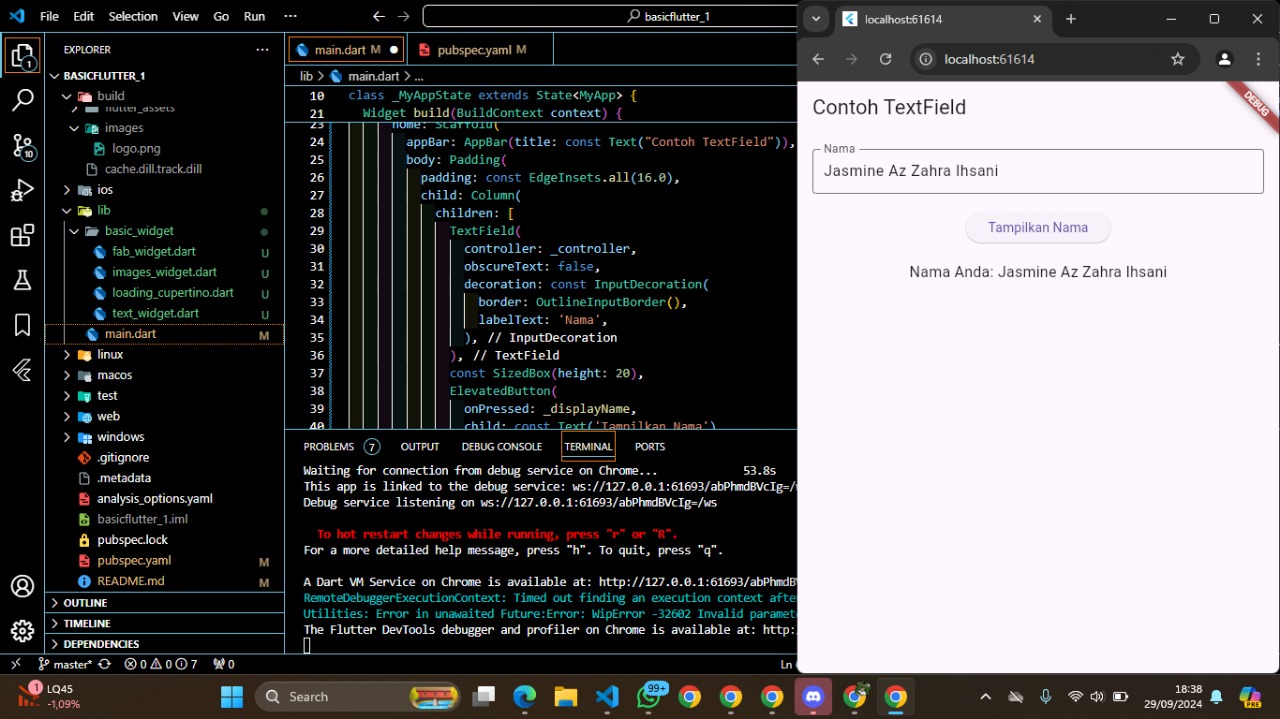 File Edit Selection View Go Run ...
basicflutter_1
localhost:61614
EXPLORER
main.dart M
pubspec.yaml M
localhost:61614
BASICFLUTTER_1
lib > main.dart > ...
build
flutter_assets
images
logo.png
cache.dill.track.dill
ios
lib
basic_widget
fab_widget.dart U
images_widget.dart U
loading_cupertino.dart U
text_widget.dart U
main.dart M
linux
macos
test
web
windows
.gitignore
.metadata
analysis_options.yaml
basicflutter_1.iml
pubspec.lock
pubspec.yaml M
README.md M
OUTLINE
TIMELINE
DEPENDENCIES
10 class _MyAppState extends State<MyApp> {
21 Widget build(BuildContext context) {
23 home: Scaffold(
24 appBar: AppBar(title: const Text("Contoh TextField")),
25 body: Padding(
26 padding: const EdgeInsets.all(16.0),
27 child: Column(
28 children: [
29 TextField(
30 controller: _controller,
31 obscureText: false,
32 decoration: const InputDecoration(
33 border: OutlineInputBorder(),
34 labelText: 'Nama',
35 ), // InputDecoration
36 ), // TextField
37 const SizedBox(height: 20),
38 ElevatedButton(
39 onPressed: _displayName,
40 child: const Text('Tampilkan Nama')
PROBLEMS 7 OUTPUT DEBUG CONSOLE TERMINAL PORTS
Waiting for connection from debug service on Chrome... 53.8s
This app is linked to the debug service: ws://127.0.0.1:61693/abPhmdBVcIg=/
Debug service listening on ws://127.0.0.1:61693/abPhmdBVcIg=/ws
To hot restart changes while running, press "r" or "R".
For a more detailed help message, press "h". To quit, press "q".
A Dart VM Service on Chrome is available at: http://127.0.0.1:61693/abPhmdBV
RemoteDebuggerExecutionContext: Timed out finding an execution context after
Utilities: Error in unawaited Future:Error: WipError -32602 Invalid paramete
The Flutter DevTools debugger and profiler on Chrome is available at: http:
Contoh TextField
DEBUG
Nama
Jasmine Az Zahra Ihsani
Tampilkan Nama
Nama Anda: Jasmine Az Zahra Ihsani
master* 0 0 7 0
Ln
1
10
1
LQ45
-1,09%
Search
99+
18:38
29/09/2024
PRE